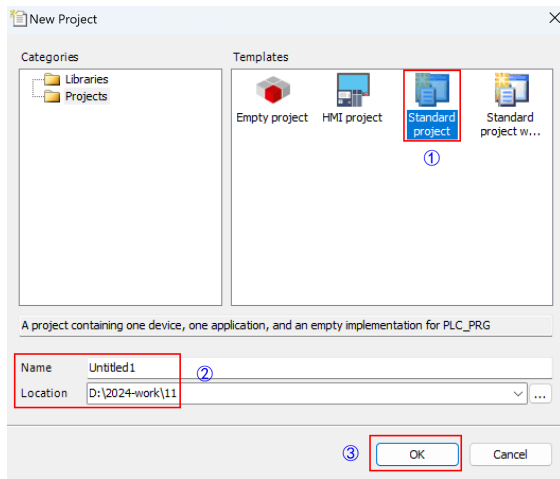 New Project
Categories
Templates
Libraries
Projects
Empty project
HMI project
Standard
project
Standard
project w...
①
A project containing one device, one application, and an empty implementation for PLC_PRG
Name
Untitled1
②
Location
D:\2024-work\11
...
③
OK
Cancel